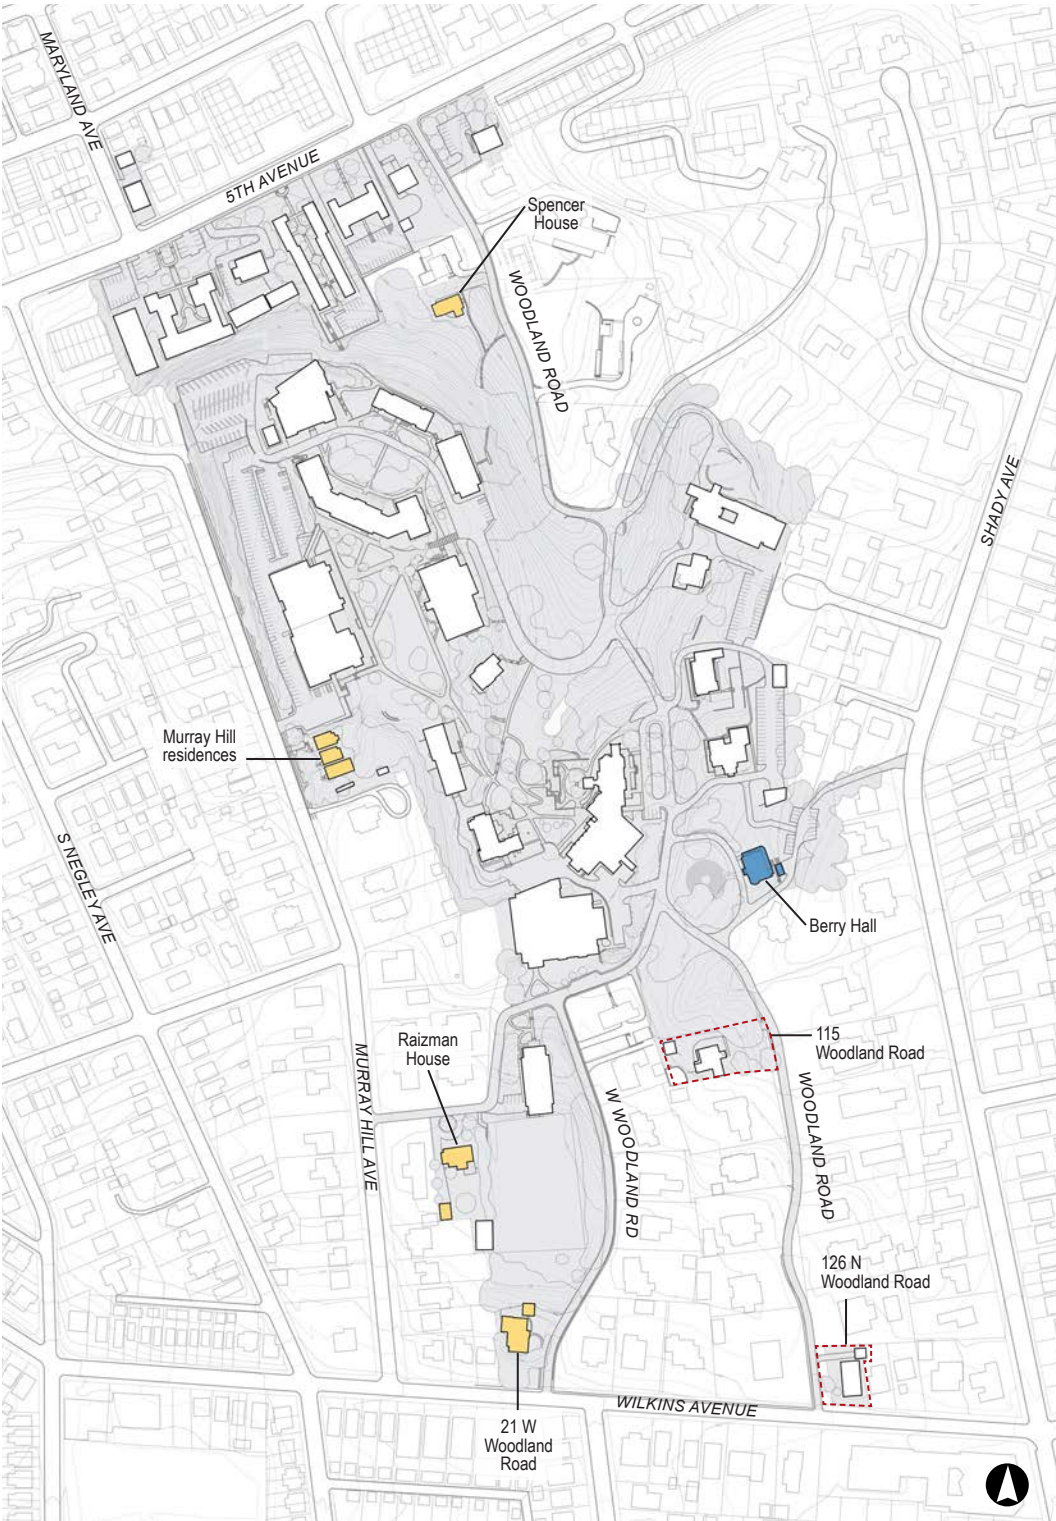 MARYLAND AVE
5TH AVENUE
Spencer
House
WOODLAND ROAD
SHADY AVE
Murray Hill
residences
S NEGLEY AVE
Berry Hall
115
Woodland Road
Raizman
House
MURRAY HILL AVE
W WOODLAND RD
WOODLAND ROAD
126 N
Woodland Road
WILKINS AVENUE
21 W
Woodland
Road